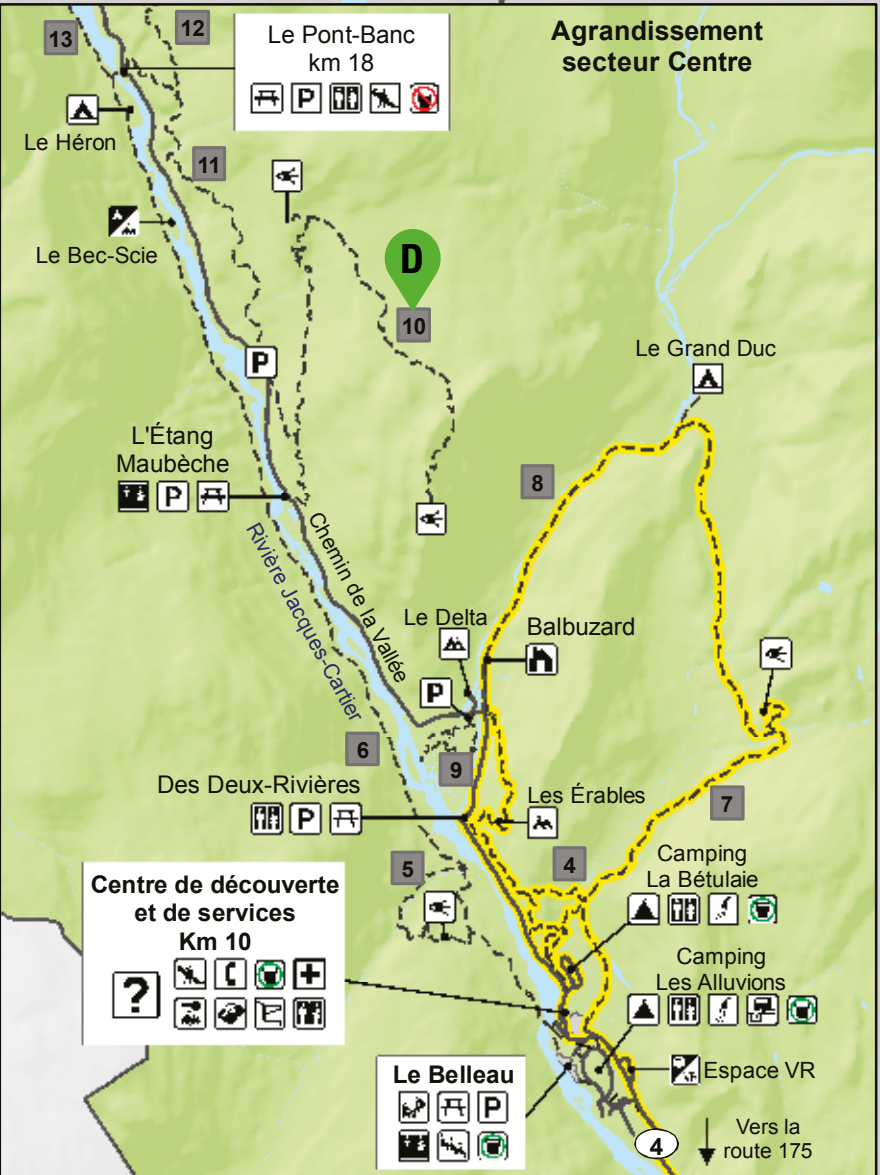 Agrandissement
secteur Centre
13
12
Le Pont-Banc
km 18
P
Le Héron
11
Le Bec-Scie
D
10
P
Le Grand Duc
L'Étang
Maubèche
P
8
Chemin de la Vallée
Rivière Jacques-Cartier
Le Delta
Balbuzard
P
6
9
7
Des Deux-Rivières
P
Les Érables
4
5
Camping
La Bétulaie
Centre de découverte
et de services
Km 10
?
Camping
Les Alluvions
Le Belleau
P
Espace VR
4
Vers la
route 175